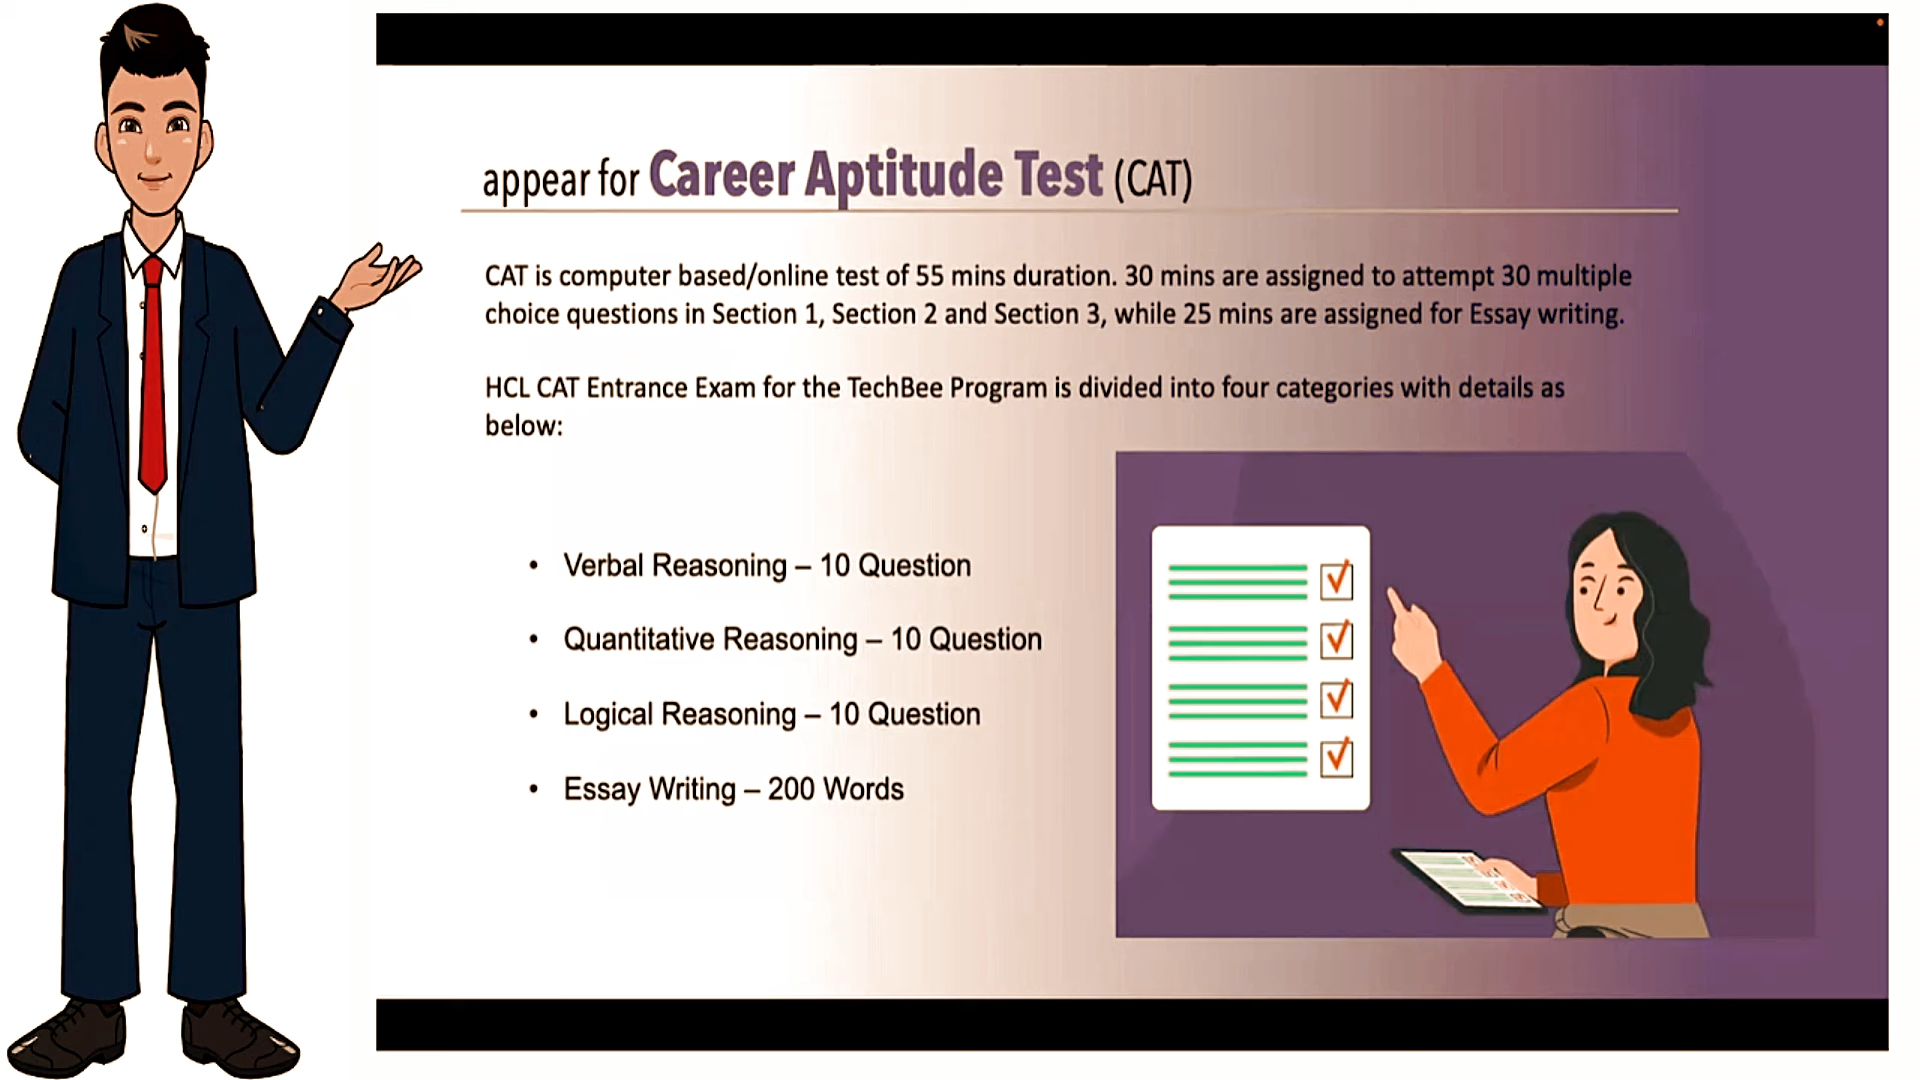 appear for Career Aptitude Test (CAT)
CAT is computer based/online test of 55 mins duration. 30 mins are assigned to attempt 30 multiple
choice questions in Section 1, Section 2 and Section 3, while 25 mins are assigned for Essay writing.
HCL CAT Entrance Exam for the TechBee Program is divided into four categories with details as
below:
• Verbal Reasoning – 10 Question
• Quantitative Reasoning – 10 Question
• Logical Reasoning – 10 Question
• Essay Writing – 200 Words